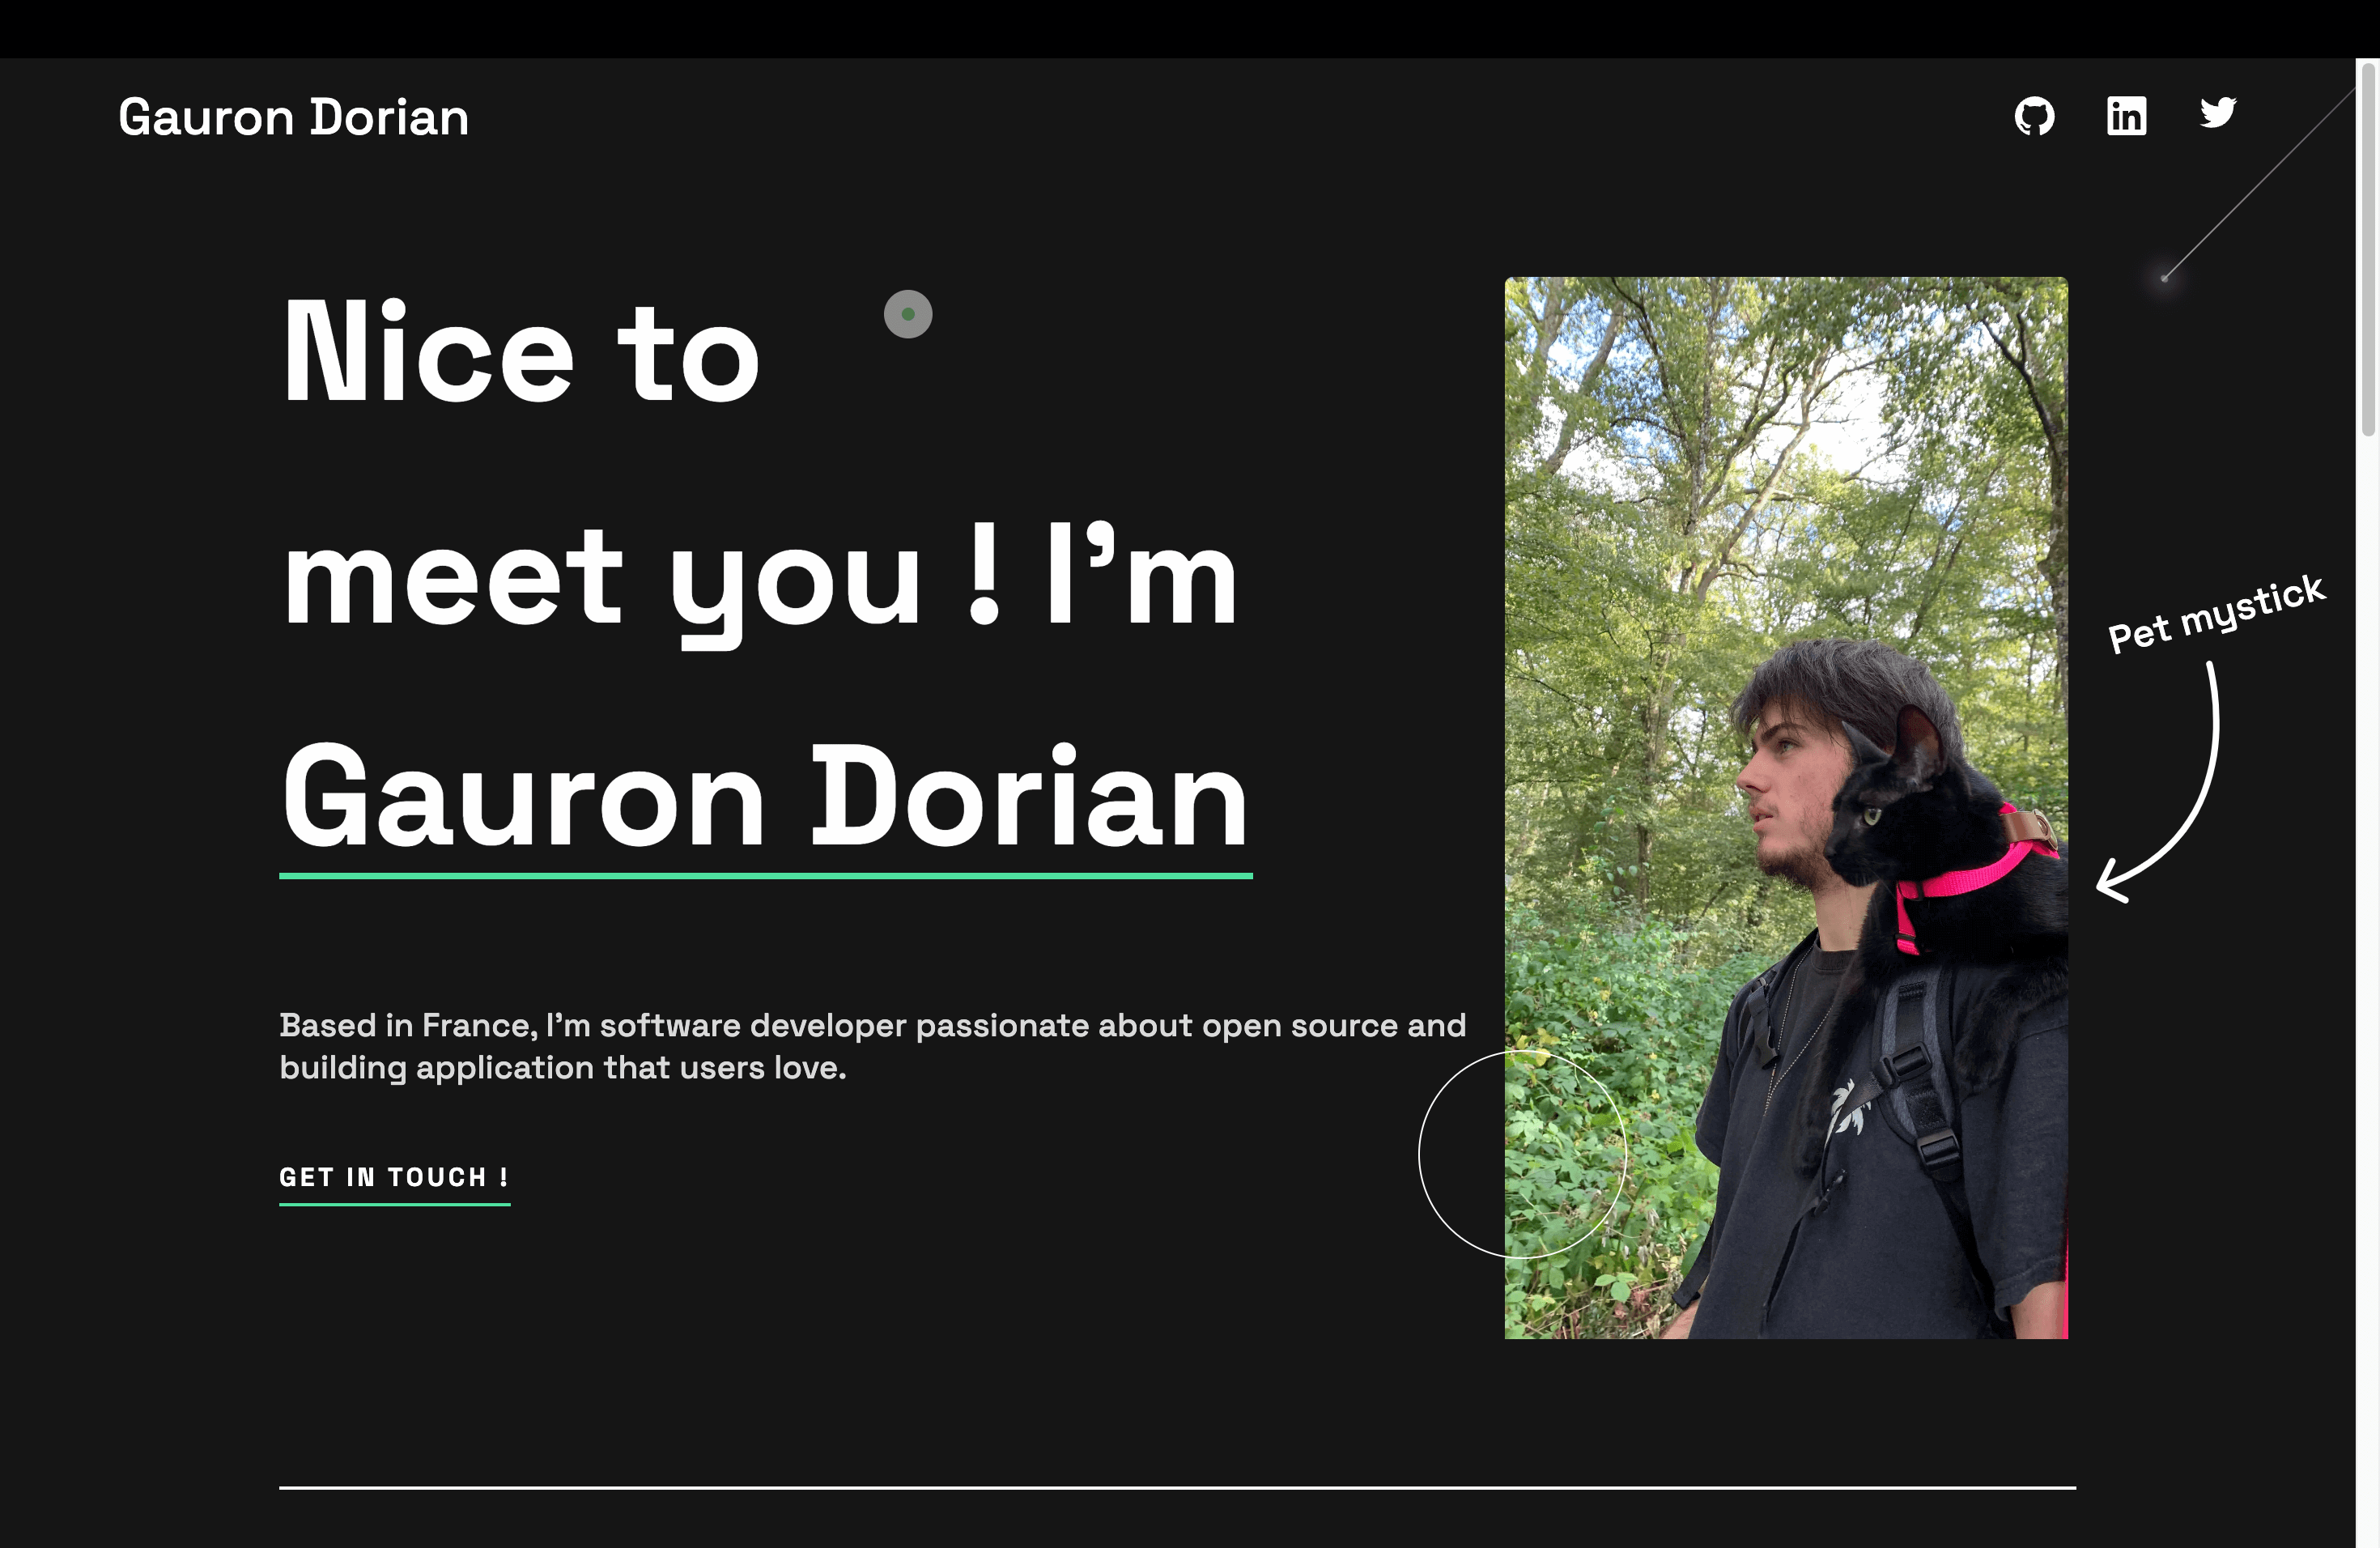 Gauron Dorian
Nice to
meet you ! I’m
Gauron Dorian
Pet mystick
Based in France, I’m software developer passionate about open source and
building application that users love.
GET IN TOUCH !